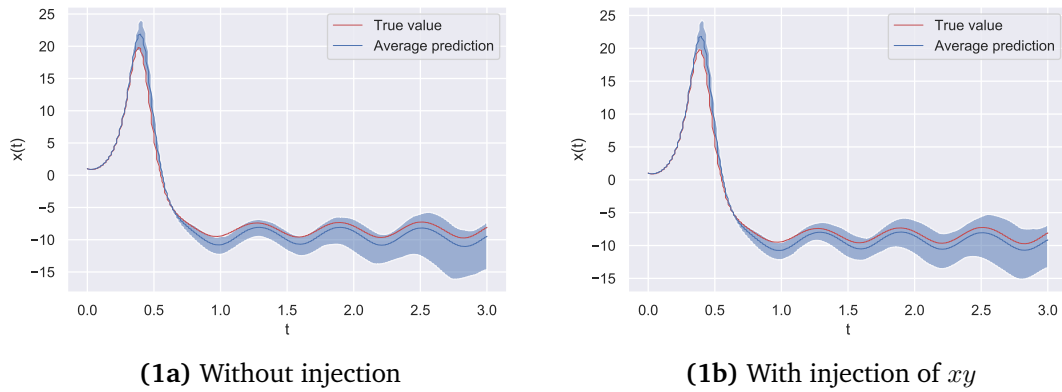 25
20
15
10
5
0
−5
−10
−15
x(t)
0.0 0.5 1.0 1.5 2.0 2.5 3.0
t
True value
Average prediction
(1a) Without injection
25
20
15
10
5
0
−5
−10
−15
x(t)
0.0 0.5 1.0 1.5 2.0 2.5 3.0
t
True value
Average prediction
(1b) With injection of xy